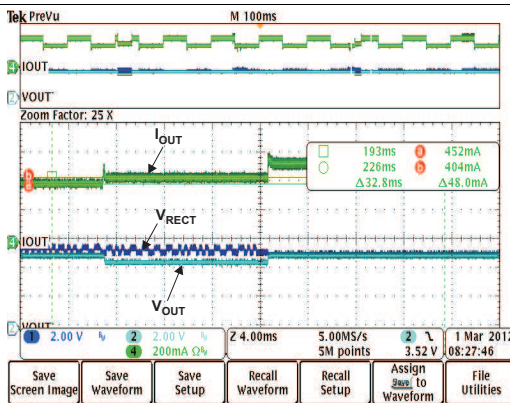 Tek PreVu M 100ms
4 IOUT
2 VOUT
Zoom Factor: 25 X
IOUT
193ms a 452mA
226ms b 404mA
Δ32.8ms Δ48.0mA
b
a
VRECT
4 IOUT
VOUT
2 VOUT
1 2.00 V 2 2.00 V Z 4.00ms 5.00MS/s 2 1 Mar 2012
4 200mA Ω 5M points 3.52 V 08:27:46
Save Screen Image
Save Waveform
Save Setup
Recall Waveform
Recall Setup
Assign Save to Waveform
File Utilities